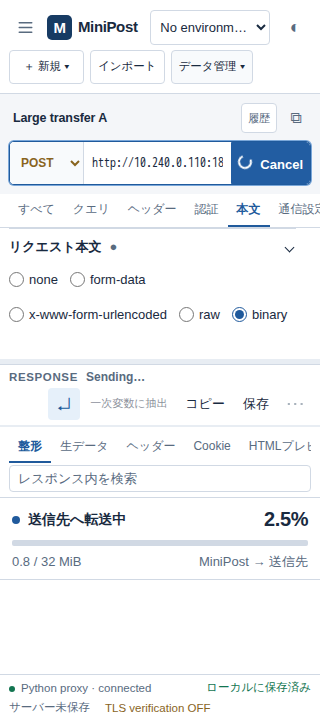 M MiniPost No environm…
＋ 新規 ▾ インポート データ管理 ▾
Large transfer A 履歴
POST http://10.240.0.110:18 Cancel
すべて クエリ ヘッダー 認証 本文 通信設定
リクエスト本文
none form-data
x-www-form-urlencoded raw binary
RESPONSE Sending…
一次変数に抽出 コピー 保存 ···
整形 生データ ヘッダー Cookie HTMLプレビ
レスポンス内を検索
送信先へ転送中 2.5%
0.8 / 32 MiB MiniPost → 送信先
Python proxy · connected ローカルに保存済み
サーバー未保存 TLS verification OFF